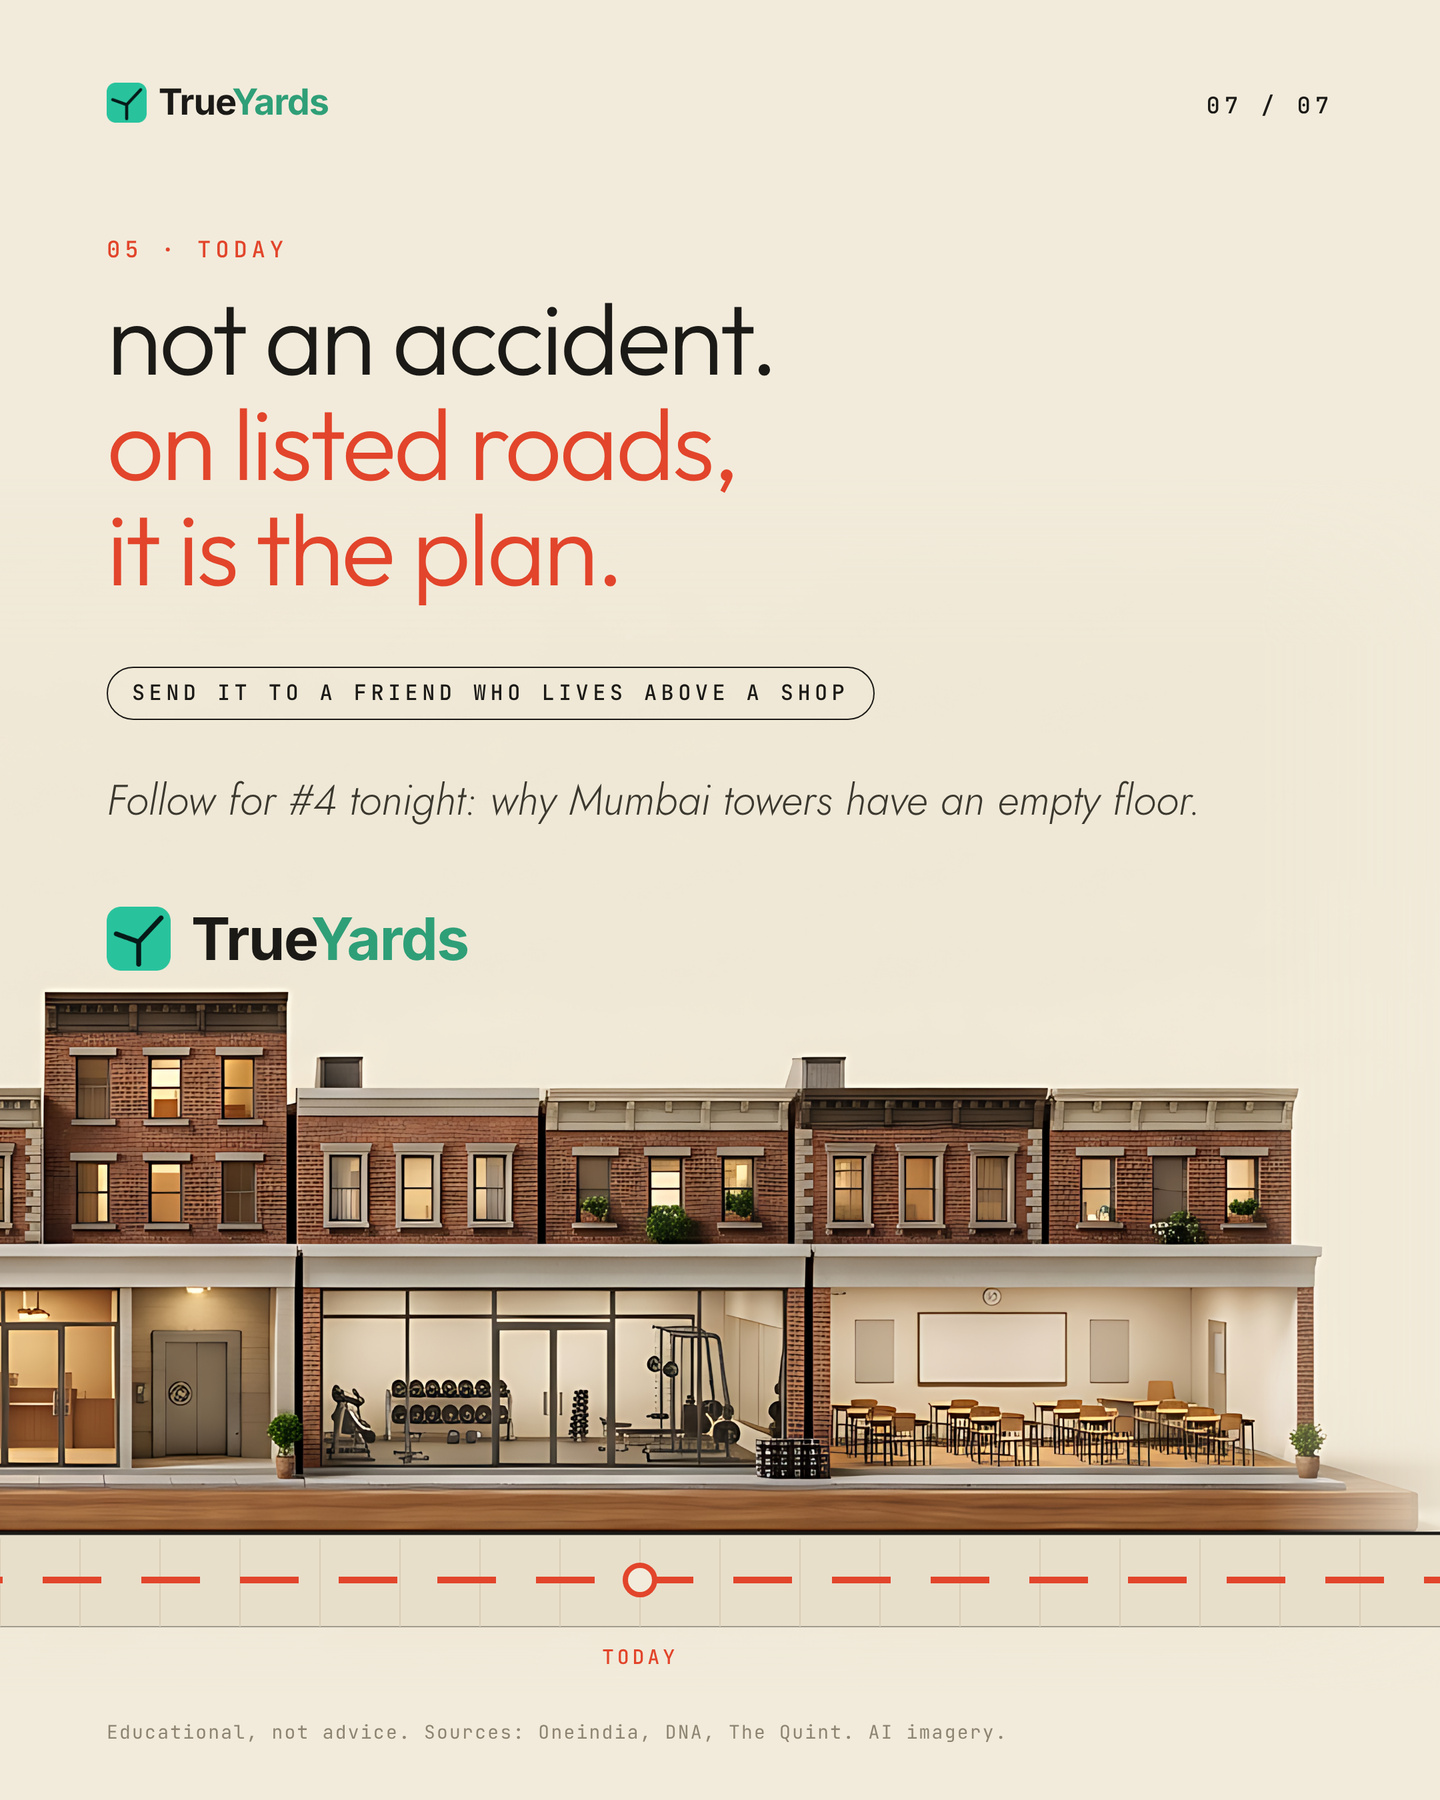 TrueYards
07 / 07
05 · TODAY
not an accident.
on listed roads,
it is the plan.
SEND IT TO A FRIEND WHO LIVES ABOVE A SHOP
Follow for #4 tonight: why Mumbai towers have an empty floor.
TrueYards
TODAY
Educational, not advice. Sources: Oneindia, DNA, The Quint. AI imagery.